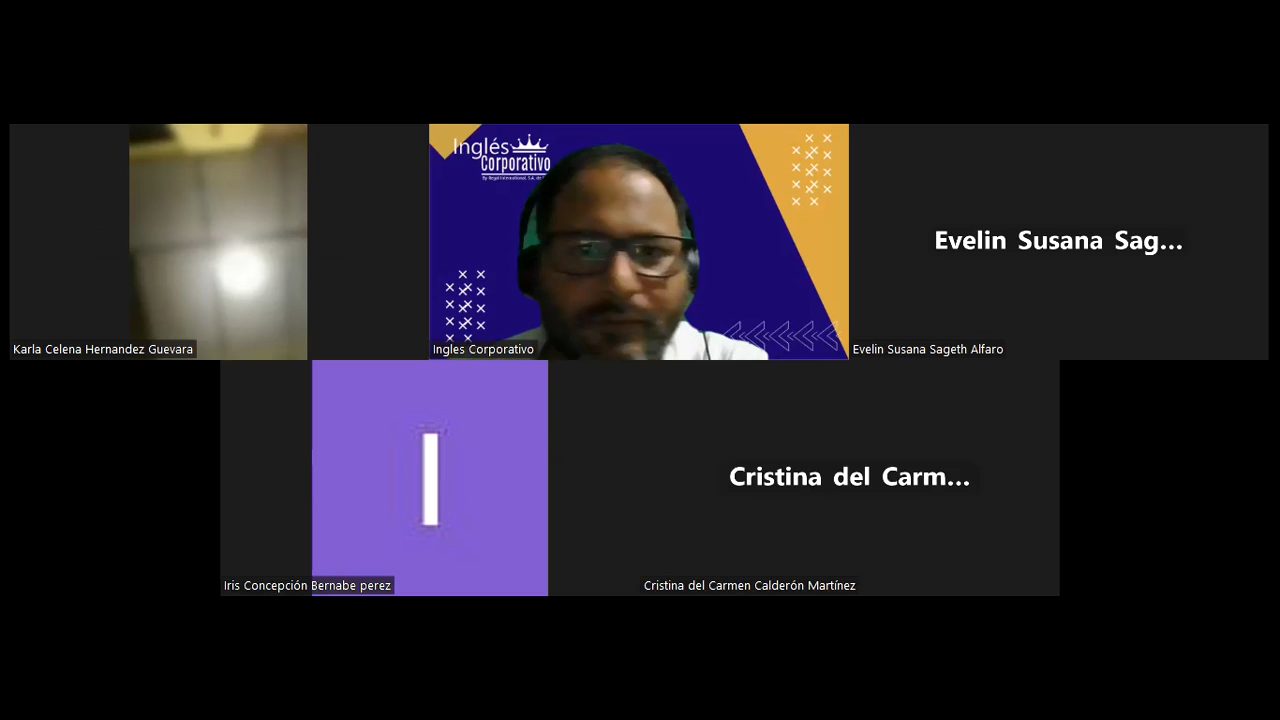 Inglés
Corporativo
Karla Celena Hernandez Guevara
Ingles Corporativo
Evelin Susana Sag...
Evelin Susana Sageth Alfaro
I
Iris Concepción Bernabe perez
Cristina del Carm...
Cristina del Carmen Calderón Martínez